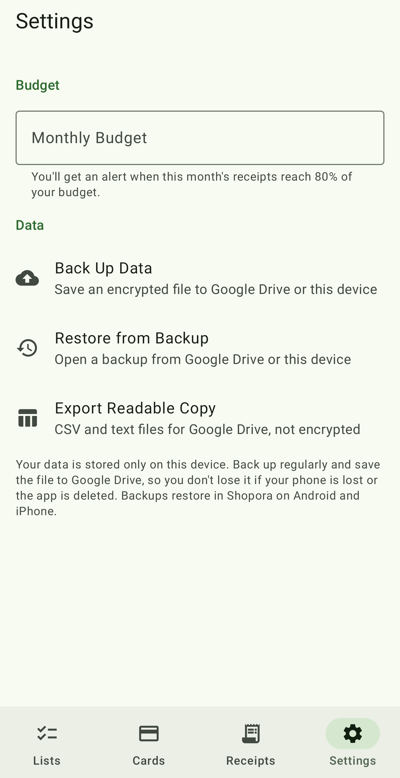 Settings
Budget
Monthly Budget
You'll get an alert when this month's receipts reach 80% of
your budget.
Data
Back Up Data
Save an encrypted file to Google Drive or this device
Restore from Backup
Open a backup from Google Drive or this device
Export Readable Copy
CSV and text files for Google Drive, not encrypted
Your data is stored only on this device. Back up regularly and save
the file to Google Drive, so you don't lose it if your phone is lost or
the app is deleted. Backups restore in Shopora on Android and
iPhone.
Lists
Cards
Receipts
Settings